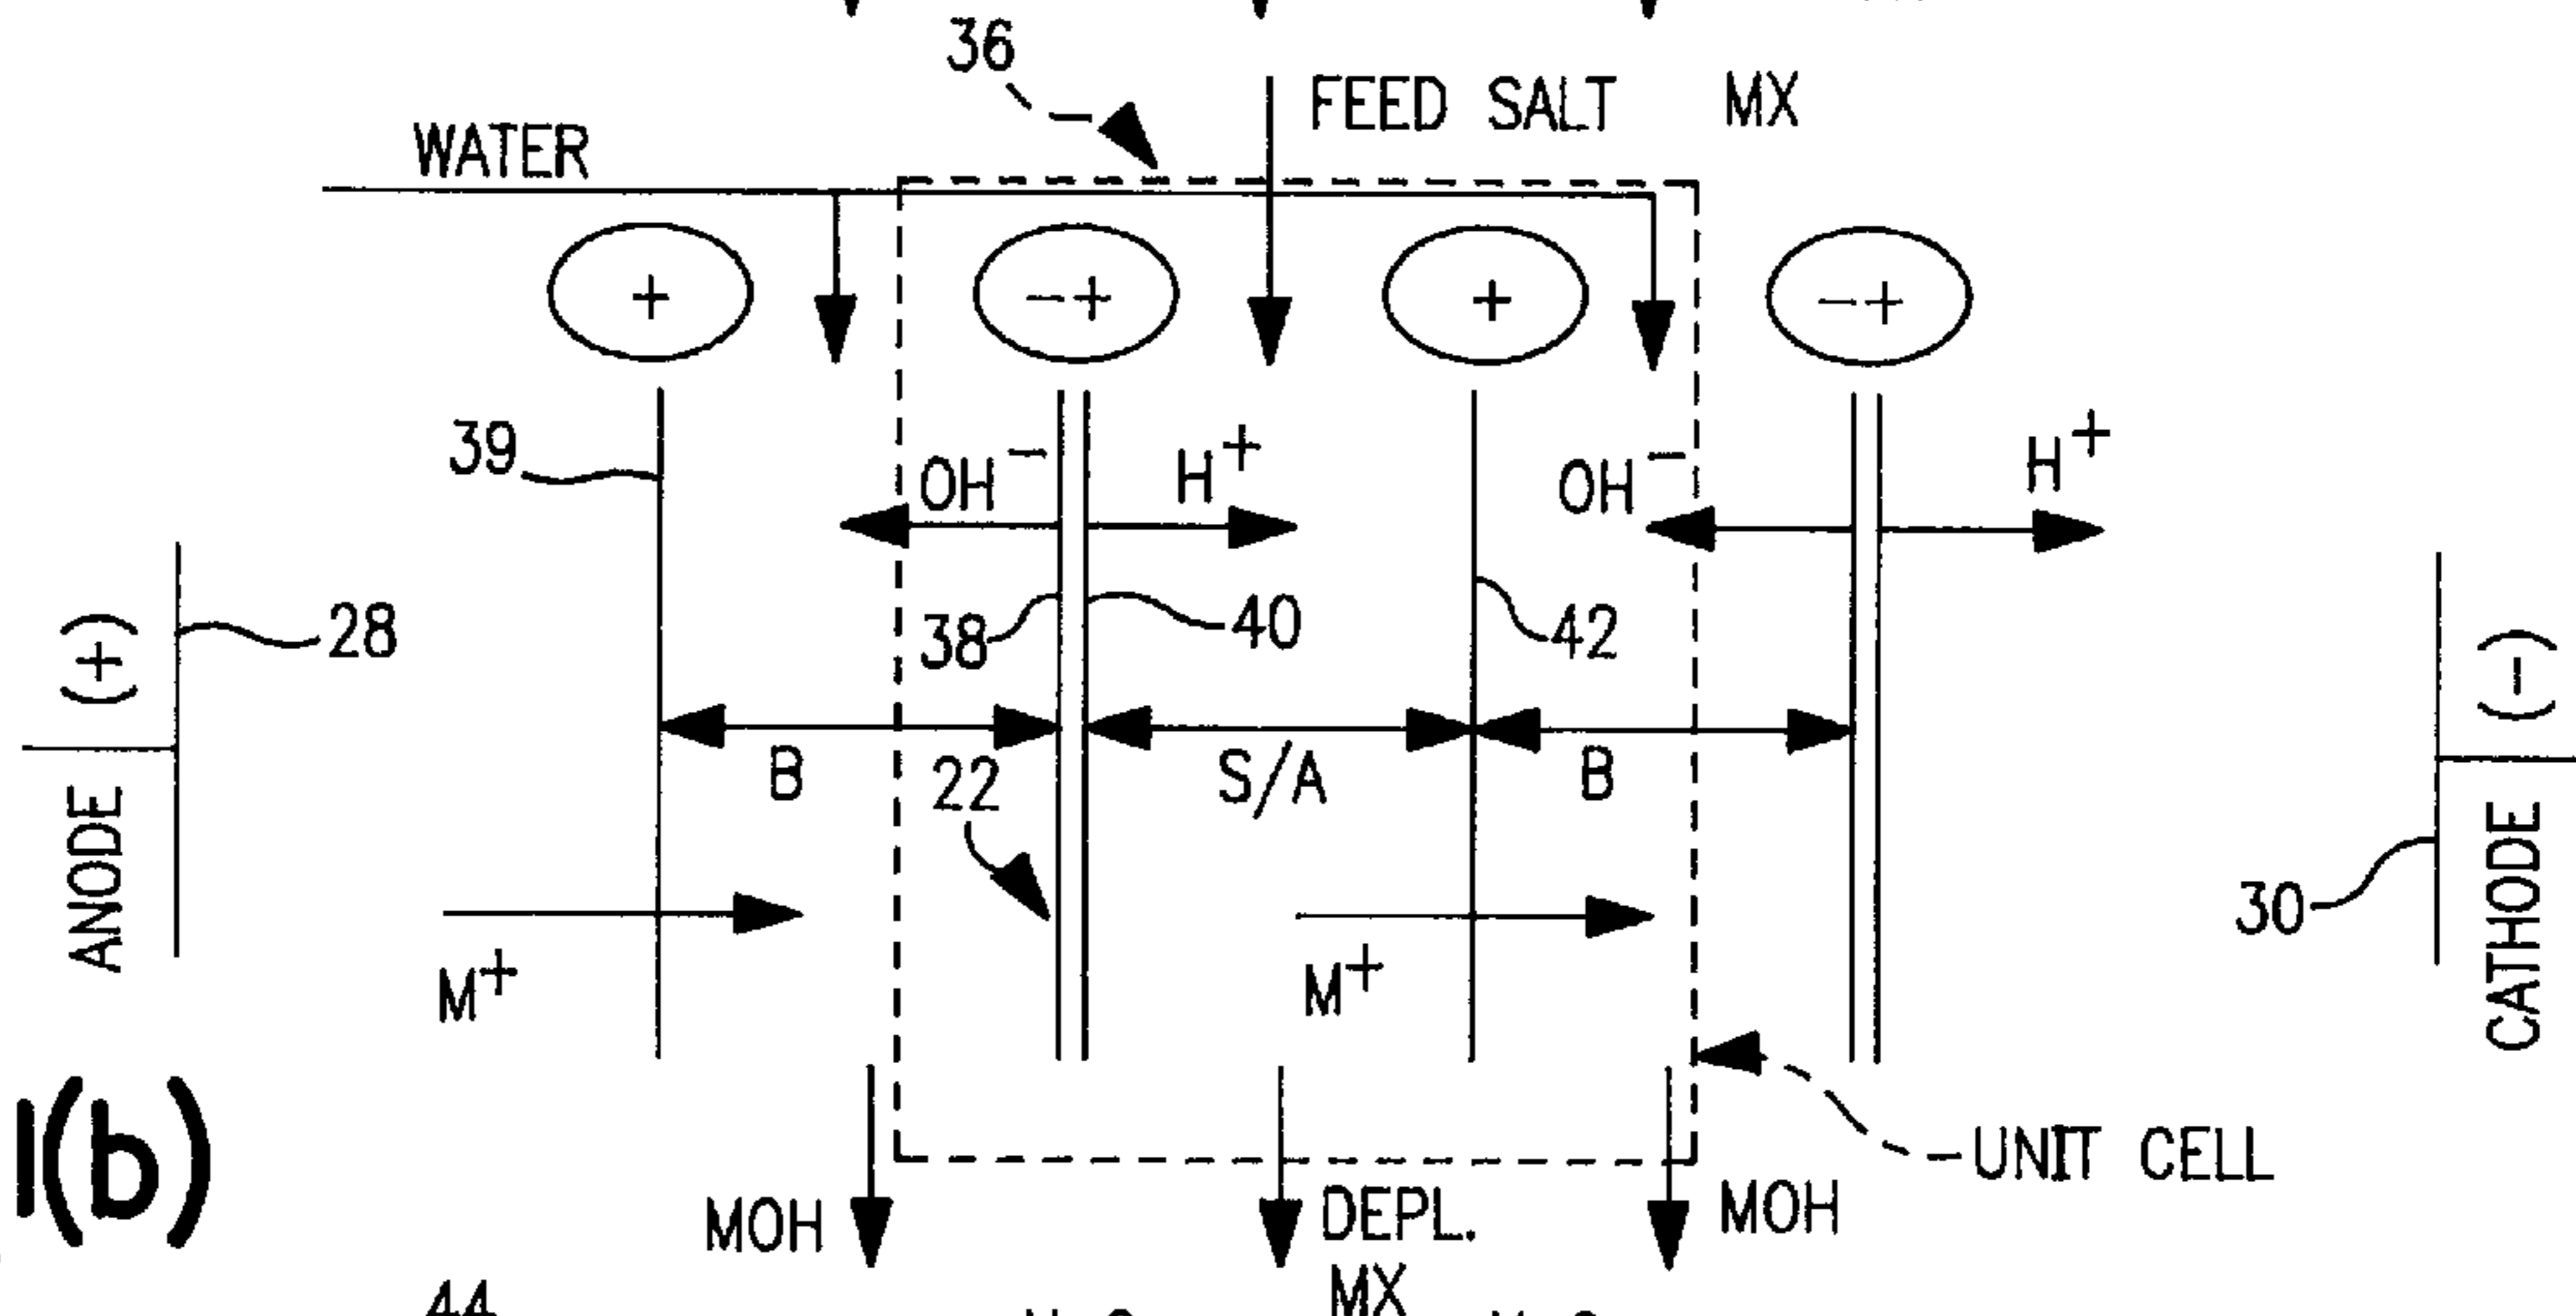 36
FEED SALT MX
WATER
+
-+
+
-+
39
OH-
H+
OH-
H+
ANODE (+)
28
38
40
42
CATHODE (-)
B
22
S/A
B
30
M+
M+
1(b)
UNIT CELL
MOH
DEPL.
MX
MOH
44